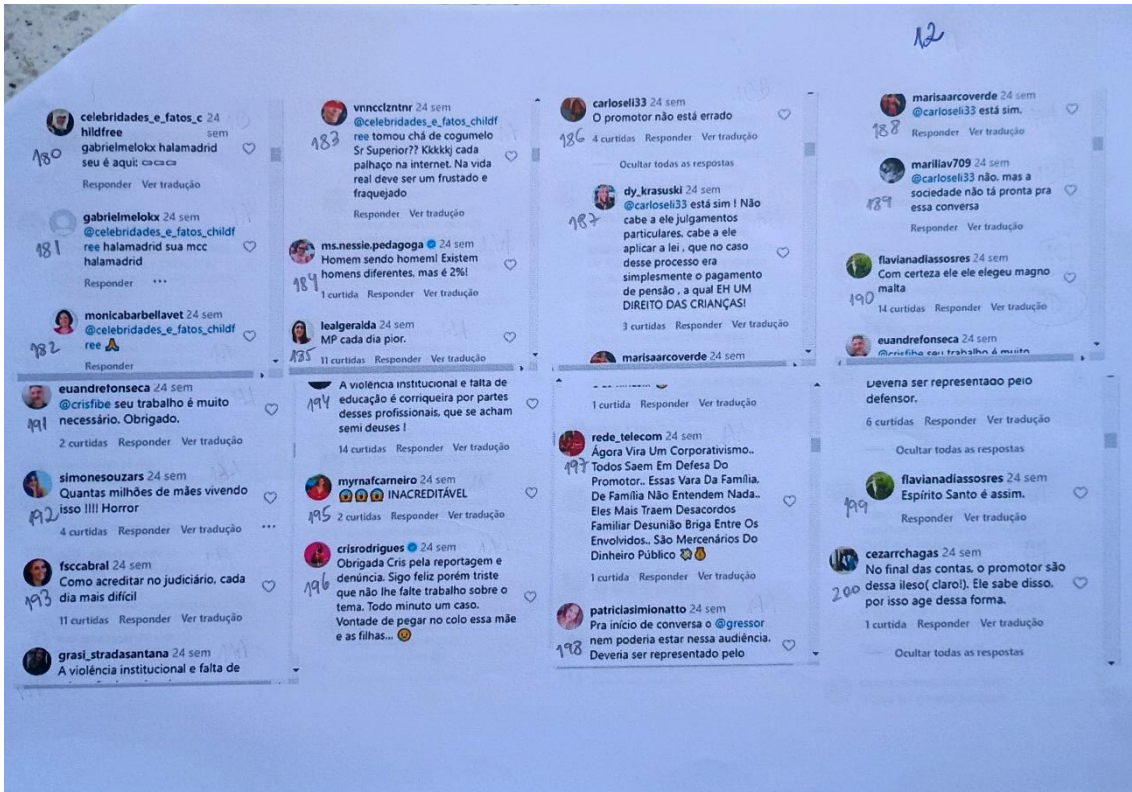 12
celebridades_e_fatos_c 24
hildfree sem
gabrielmelokx halamadrid
seu é aqui:
Responder Ver tradução
180
gabrielmelokx 24 sem
@celebridades_e_fatos_childf
ree halamadrid sua mcc
halamadrid
Responder ...
181
monicabarbellavet 24 sem
@celebridades_e_fatos_childf
ree 🙏
Responder
182
vnncclzntnr 24 sem
@celebridades_e_fatos_childf
ree tomou chá de cogumelo
Sr Superior?? Kkkkkj cada
palhaço na internet. Na vida
real deve ser um frustado e
fraquejado
Responder Ver tradução
183
ms.nessie.pedagoga 24 sem
Homem sendo homem! Existem
homens diferentes, mas é 2%!
1 curtida Responder Ver tradução
184
lealgeralda 24 sem
MP cada dia pior.
11 curtidas Responder Ver tradução
185
carloseli33 24 sem
O promotor não está errado
4 curtidas Responder Ver tradução
186
Ocultar todas as respostas
dy_krasuski 24 sem
@carloseli33 está sim ! Não
cabe a ele julgamentos
particulares, cabe a ele
aplicar a lei , que no caso
desse processo era
simplesmente o pagamento
de pensão , a qual EH UM
DIREITO DAS CRIANÇAS!
3 curtidas Responder Ver tradução
187
marisaarcoverde 24 sem
marisaarcoverde 24 sem
@carloseli33 está sim.
Responder Ver tradução
188
mariliav709 24 sem
@carloseli33 não, mas a
sociedade não tá pronta pra
essa conversa
Responder Ver tradução
189
flavianadiassosres 24 sem
Com certeza ele ele elegeu magno
malta
14 curtidas Responder Ver tradução
190
euandrefonseca 24 sem
@crisfibe seu trabalho é muito
euandrefonseca 24 sem
@crisfibe seu trabalho é muito
necessário. Obrigado.
2 curtidas Responder Ver tradução
191
simonesouzars 24 sem
Quantas milhões de mães vivendo
isso !!!! Horror
4 curtidas Responder Ver tradução ...
192
fsccabral 24 sem
Como acreditar no judiciário, cada
dia mais difícil
11 curtidas Responder Ver tradução
193
grasi_stradasantana 24 sem
A violência institucional e falta de
A violência institucional e falta de
educação é corriqueira por partes
desses profissionais, que se acham
semi deuses !
14 curtidas Responder Ver tradução
194
myrnafcarneiro 24 sem
😱😱😱 INACREDITÁVEL
2 curtidas Responder Ver tradução
195
crisrodrigues 24 sem
Obrigada Cris pela reportagem e
denúncia. Sigo feliz porém triste
que não lhe falte trabalho sobre o
tema. Todo minuto um caso.
Vontade de pegar no colo essa mãe
e as filhas...
196
1 curtida Responder Ver tradução
rede_telecom 24 sem
Ágora Vira Um Corporativismo..
Todos Saem Em Defesa Do
Promotor.. Essas Vara Da Família,
De Família Não Entendem Nada..
Eles Mais Traem Desacordos
Familiar Desunião Briga Entre Os
Envolvidos.. São Mercenários Do
Dinheiro Público
1 curtida Responder Ver tradução
197
patriciasimionatto 24 sem
Pra início de conversa o @gressor
nem poderia estar nessa audiência.
Deveria ser representado pelo
198
Deveria ser representado pelo
defensor.
6 curtidas Responder Ver tradução
Ocultar todas as respostas
flavianadiassosres 24 sem
Espírito Santo é assim.
Responder Ver tradução
199
cezarrchagas 24 sem
No final das contas, o promotor são
dessa ileso( claro!). Ele sabe disso,
por isso age dessa forma.
1 curtida Responder Ver tradução
200
Ocultar todas as respostas